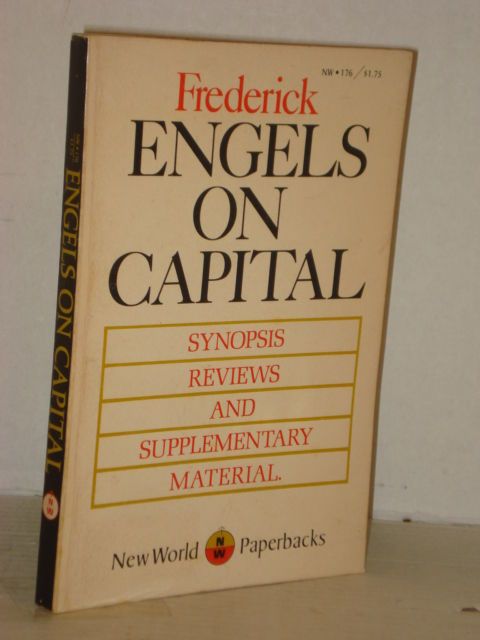 NW • 176 / $1.75
Frederick
ENGELS
ON
CAPITAL
SYNOPSIS
REVIEWS
AND
SUPPLEMENTARY
MATERIAL.
New World NW Paperbacks
ENGELS ON CAPITAL
NW